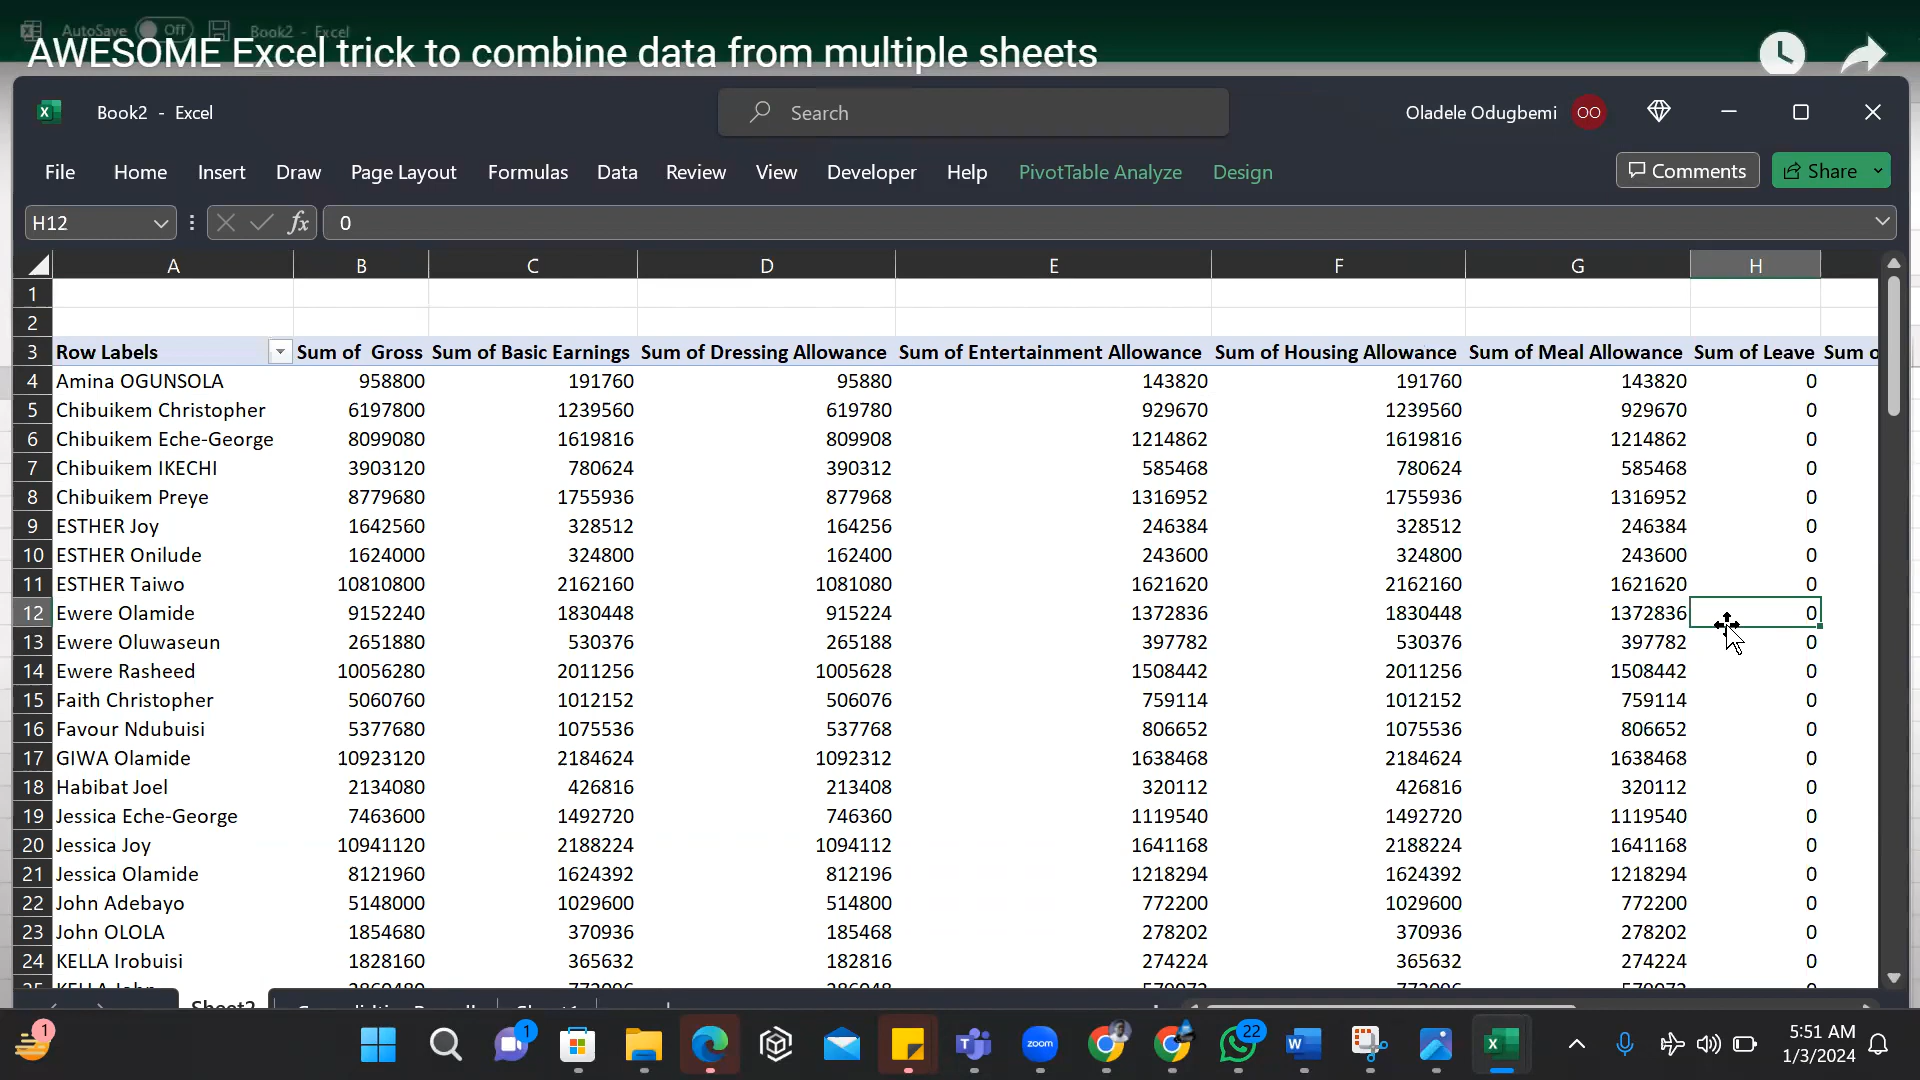 AutoSave Off Book2 - Excel
AWESOME Excel trick to combine data from multiple sheets
Book2 - Excel Search Oladele Odugbemi OO
File Home Insert Draw Page Layout Formulas Data Review View Developer Help PivotTable Analyze Design Comments Share
H12 fx 0
A B C D E F G H
1
2
3 Row Labels Sum of Gross Sum of Basic Earnings Sum of Dressing Allowance Sum of Entertainment Allowance Sum of Housing Allowance Sum of Meal Allowance Sum of Leave Sum o
4 Amina OGUNSOLA 958800 191760 95880 143820 191760 143820 0
5 Chibuikem Christopher 6197800 1239560 619780 929670 1239560 929670 0
6 Chibuikem Eche-George 8099080 1619816 809908 1214862 1619816 1214862 0
7 Chibuikem IKECHI 3903120 780624 390312 585468 780624 585468 0
8 Chibuikem Preye 8779680 1755936 877968 1316952 1755936 1316952 0
9 ESTHER Joy 1642560 328512 164256 246384 328512 246384 0
10 ESTHER Onilude 1624000 324800 162400 243600 324800 243600 0
11 ESTHER Taiwo 10810800 2162160 1081080 1621620 2162160 1621620 0
12 Ewere Olamide 9152240 1830448 915224 1372836 1830448 1372836 0
13 Ewere Oluwaseun 2651880 530376 265188 397782 530376 397782 0
14 Ewere Rasheed 10056280 2011256 1005628 1508442 2011256 1508442 0
15 Faith Christopher 5060760 1012152 506076 759114 1012152 759114 0
16 Favour Ndubuisi 5377680 1075536 537768 806652 1075536 806652 0
17 GIWA Olamide 10923120 2184624 1092312 1638468 2184624 1638468 0
18 Habibat Joel 2134080 426816 213408 320112 426816 320112 0
19 Jessica Eche-George 7463600 1492720 746360 1119540 1492720 1119540 0
20 Jessica Joy 10941120 2188224 1094112 1641168 2188224 1641168 0
21 Jessica Olamide 8121960 1624392 812196 1218294 1624392 1218294 0
22 John Adebayo 5148000 1029600 514800 772200 1029600 772200 0
23 John OLOLA 1854680 370936 185468 278202 370936 278202 0
24 KELLA Irobuisi 1828160 365632 182816 274224 365632 274224 0
Sheet2
1 1 zoom 22 5:51 AM
1/3/2024